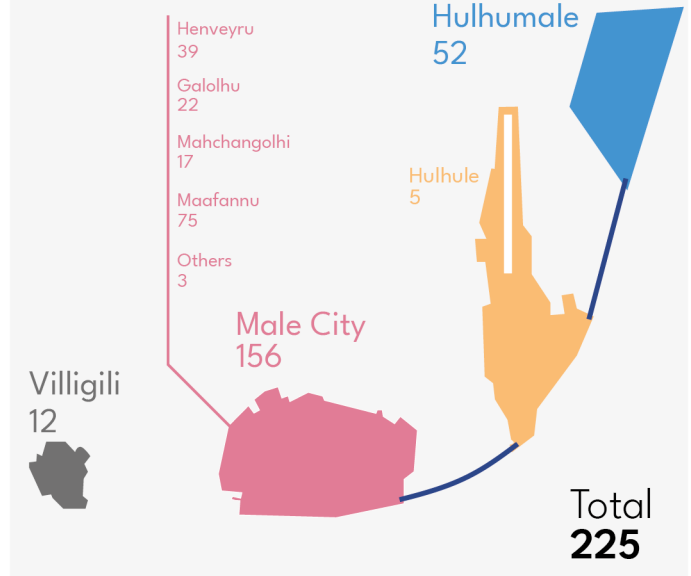 Henveyru
39
Galolhu
22
Mahchangolhi
17
Maafannu
75
Others
3
Hulhumale
52
Hulhule
5
Male City
156
Villigili
12
Total
225